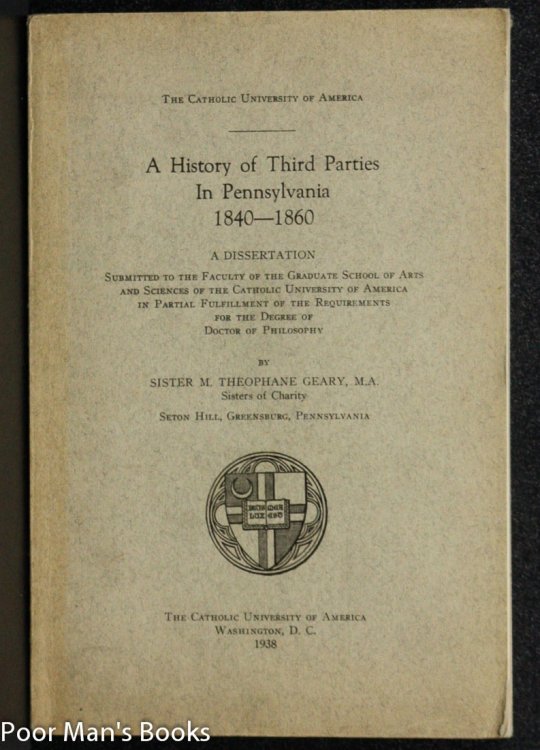 The Catholic University of America
A History of Third Parties
In Pennsylvania
1840—1860
A DISSERTATION
Submitted to the Faculty of the Graduate School of Arts
and Sciences of the Catholic University of America
in Partial Fulfillment of the Requirements
for the Degree of
Doctor of Philosophy
BY
SISTER M. THEOPHANE GEARY, M.A.
Sisters of Charity
Seton Hill, Greensburg, Pennsylvania
The Catholic University of America
Washington, D. C.
1938
Poor Man's Books